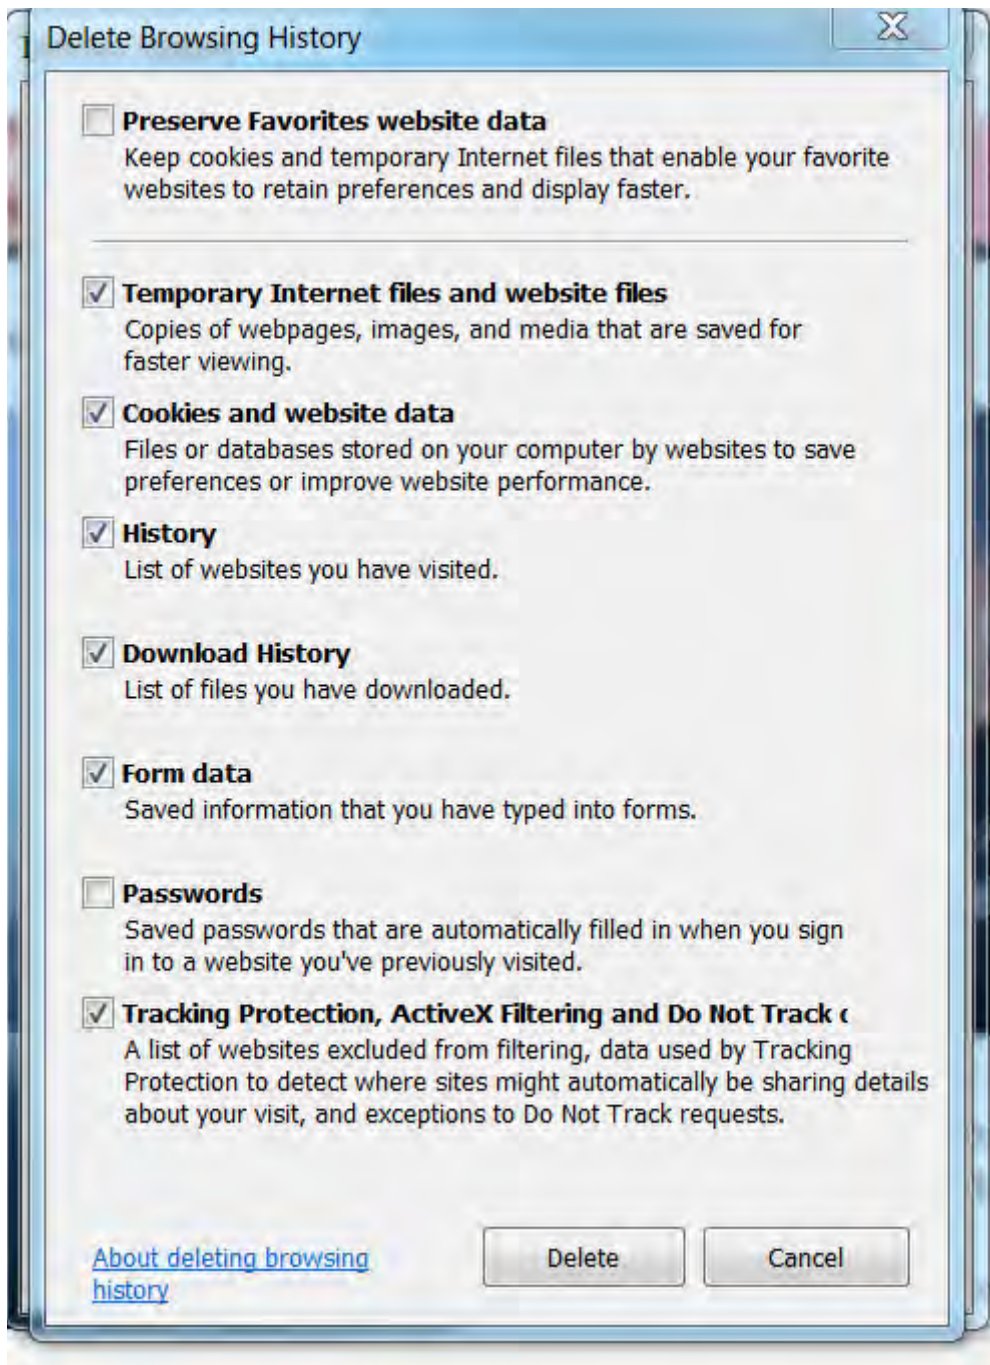 Delete Browsing History
Preserve Favorites website data
Keep cookies and temporary Internet files that enable your favorite
websites to retain preferences and display faster.
Temporary Internet files and website files
Copies of webpages, images, and media that are saved for
faster viewing.
Cookies and website data
Files or databases stored on your computer by websites to save
preferences or improve website performance.
History
List of websites you have visited.
Download History
List of files you have downloaded.
Form data
Saved information that you have typed into forms.
Passwords
Saved passwords that are automatically filled in when you sign
in to a website you've previously visited.
Tracking Protection, ActiveX Filtering and Do Not Track
A list of websites excluded from filtering, data used by Tracking
Protection to detect where sites might automatically be sharing details
about your visit, and exceptions to Do Not Track requests.
About deleting browsing
history
Delete
Cancel